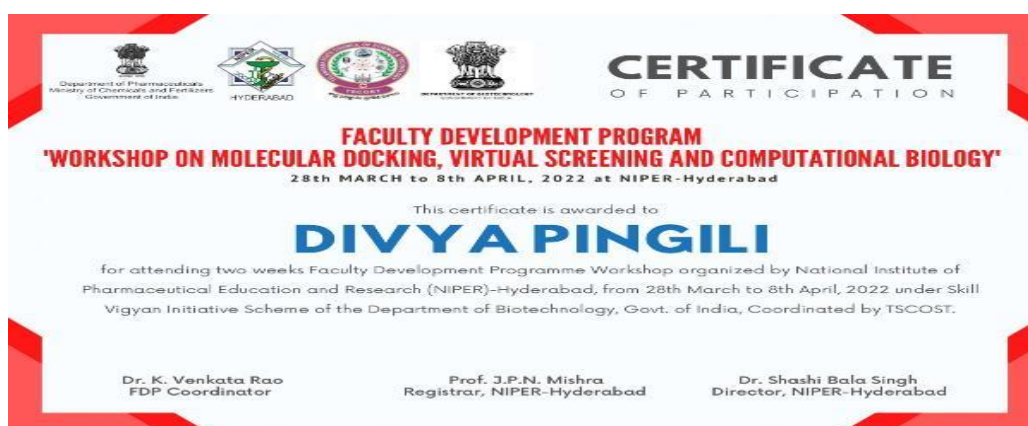 Department of Pharmaceuticals
Ministry of Chemicals and Fertilizers
Government of India
HYDERABAD
TSCOST
DEPARTMENT OF BIOTECHNOLOGY
CERTIFICATE
OF PARTICIPATION
FACULTY DEVELOPMENT PROGRAM
'WORKSHOP ON MOLECULAR DOCKING, VIRTUAL SCREENING AND COMPUTATIONAL BIOLOGY'
28th MARCH to 8th APRIL, 2022 at NIPER-Hyderabad
This certificate is awarded to
DIVYA PINGILI
for attending two weeks Faculty Development Programme Workshop organized by National Institute of
Pharmaceutical Education and Research (NIPER)-Hyderabad, from 28th March to 8th April, 2022 under Skill
Vigyan Initiative Scheme of the Department of Biotechnology, Govt. of India, Coordinated by TSCOST.
Dr. K. Venkata Rao
FDP Coordinator
Prof. J.P.N. Mishra
Registrar, NIPER-Hyderabad
Dr. Shashi Bala Singh
Director, NIPER-Hyderabad